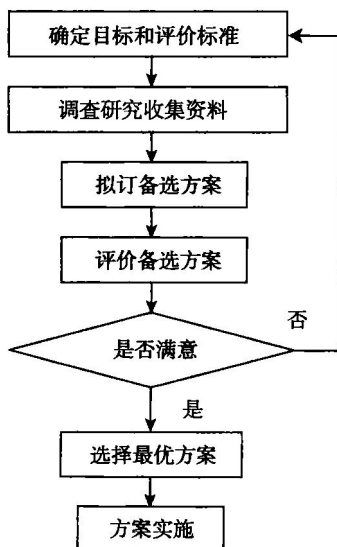 确定目标和评价标准
调查研究收集资料
拟订备选方案
评价备选方案
是否满意
否
是
选择最优方案
方案实施